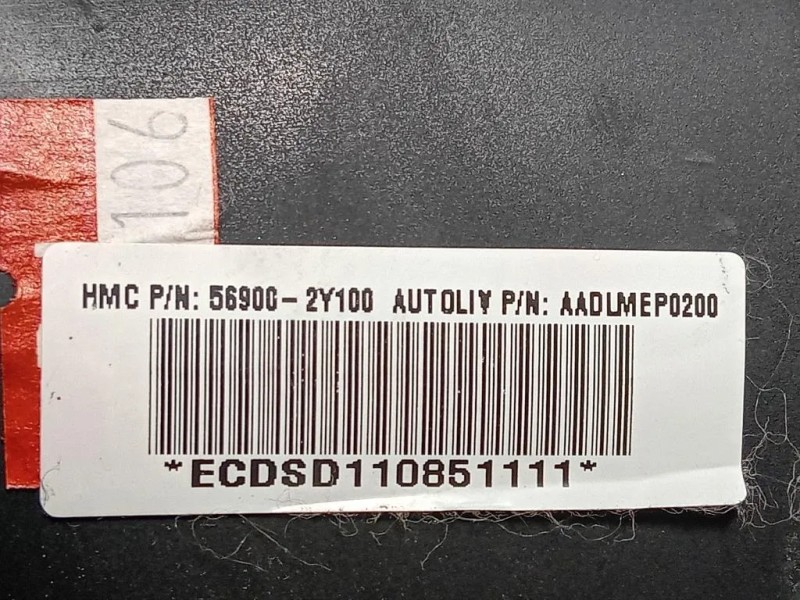 106
HMC P/N: 56900-2Y100 AUTOLIV P/N: AADLMEP0200
*ECDSD110851111*